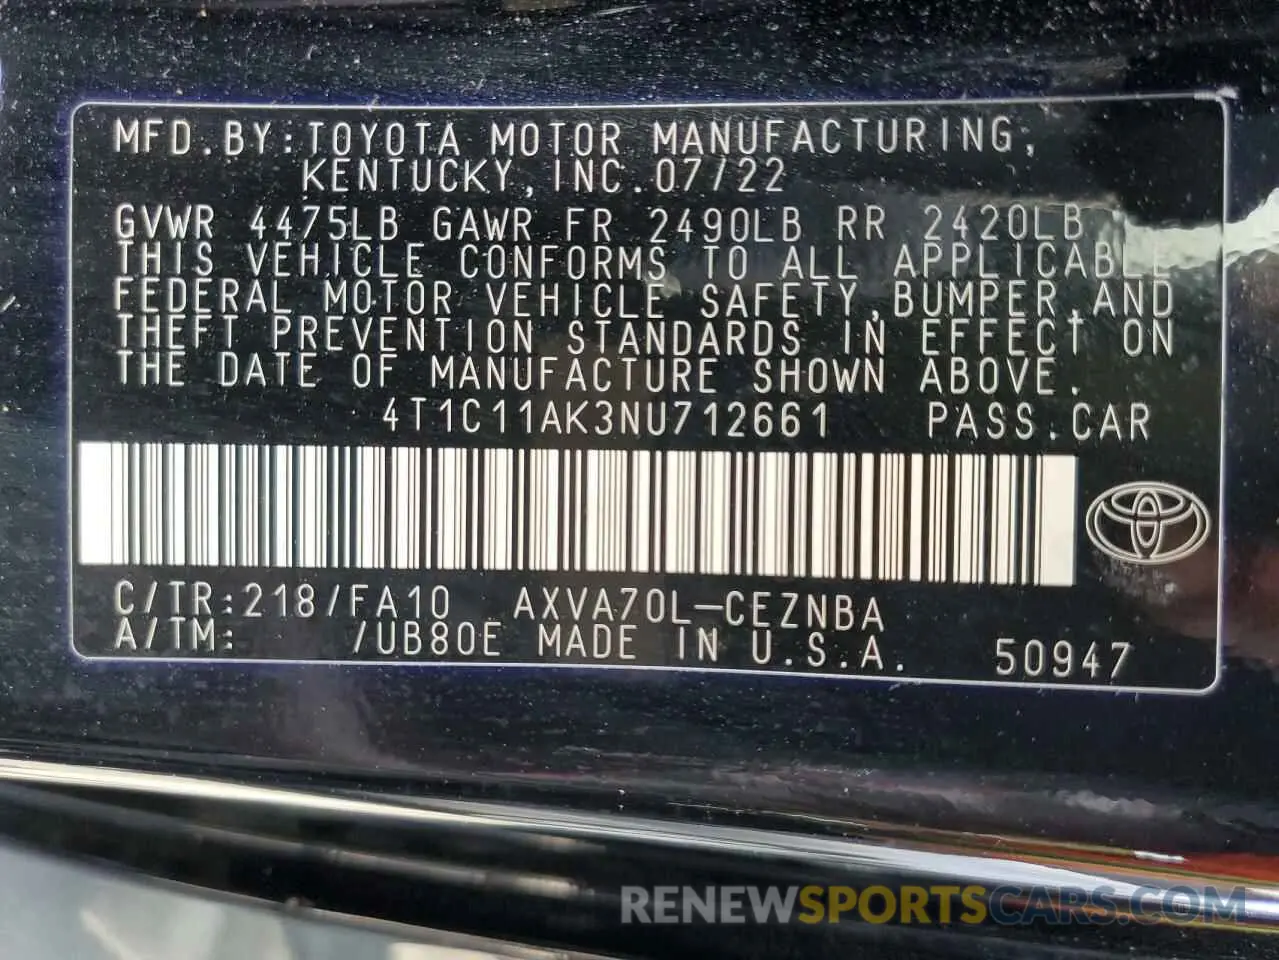 MFD.BY:TOYOTA MOTOR MANUFACTURING,
KENTUCKY,INC.07/22
GVWR 4475LB GAWR FR 2490LB RR 2420LB
THIS VEHICLE CONFORMS TO ALL APPLICABLE
FEDERAL MOTOR VEHICLE SAFETY,BUMPER,AND
THEFT PREVENTION STANDARDS IN EFFECT ON
THE DATE OF MANUFACTURE SHOWN ABOVE.
4T1C11AK3NU712661 PASS.CAR
C/TR:218/FA10 AXVA70L-CEZNBA
A/TM: /UB80E MADE IN U.S.A. 50947
RENEWSPORTSCARS.COM